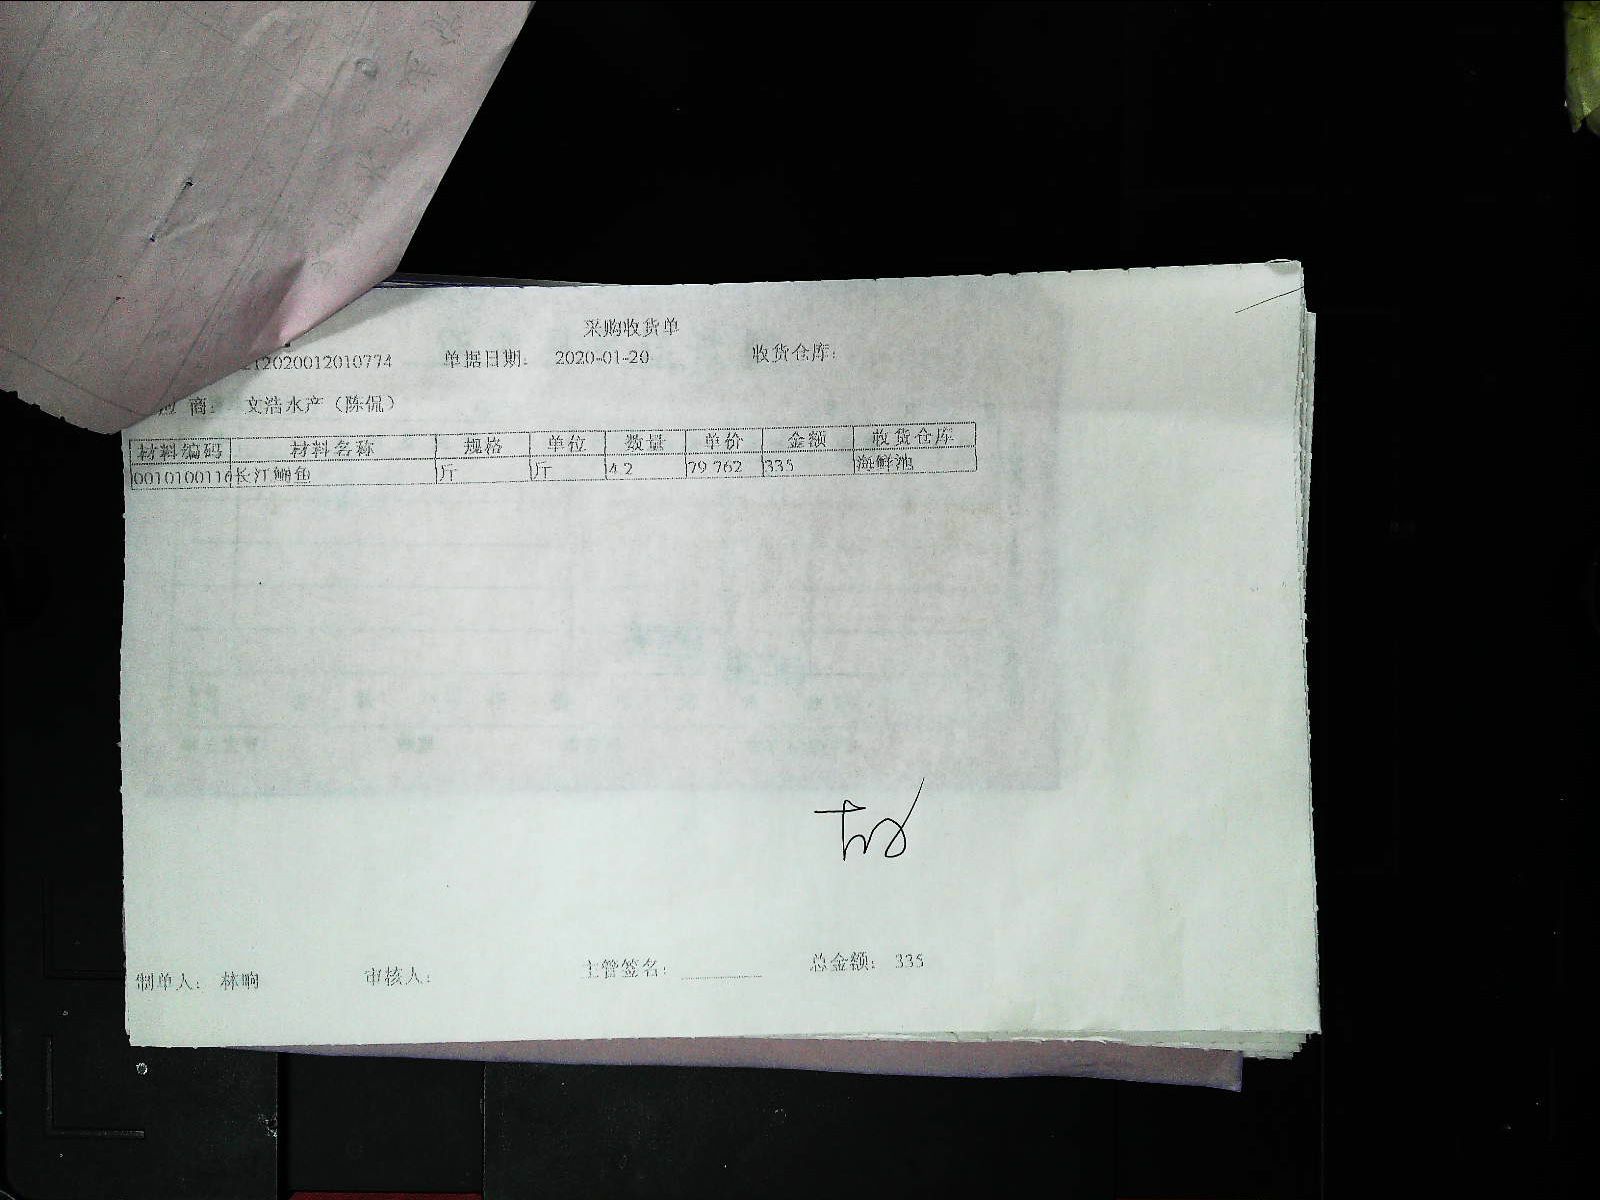 采购收货单
212020012010774 单据日期: 2020-01-20 收货仓库:
应 商: 文浩水产（陈侃）
材料编码 材料名称 规格 单位 数量 单价 金额 收货仓库
0010100116 长江鮰鱼 斤 斤 4.2 79.762 335 海鲜池
制单人: 林晌 审核人: 主管签名: 总金额: 335